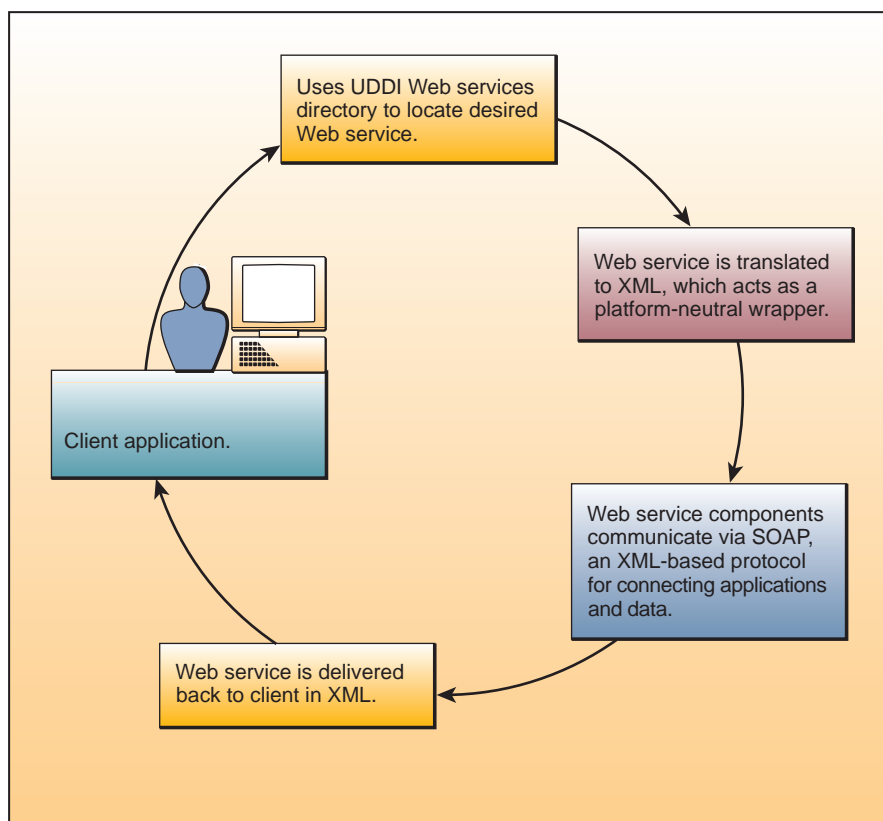 Uses UDDI Web services
directory to locate desired
Web service.
Web service is translated
to XML, which acts as a
platform-neutral wrapper.
Client application.
Web service components
communicate via SOAP,
an XML-based protocol
for connecting applications
and data.
Web service is delivered
back to client in XML.